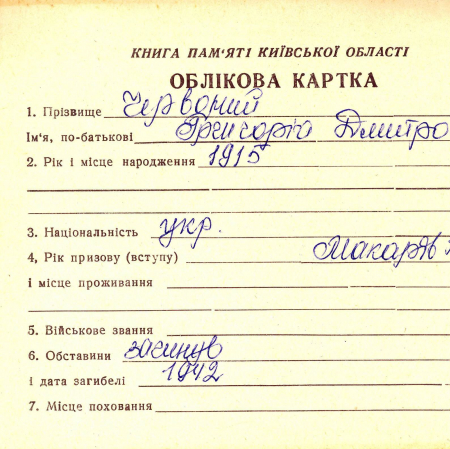 КНИГА ПАМ'ЯТІ КИЇВСЬКОЇ ОБЛАСТІ
ОБЛІКОВА КАРТКА
1. Прізвище Червоний
Ім'я, по-батькові Григорій Дмитро
2. Рік і місце народження 1915
3. Національність укр.
4, Рік призову (вступу) Макарів
і місце проживання
5. Військове звання
6. Обставини загинув
і дата загибелі 1942
7. Місце поховання